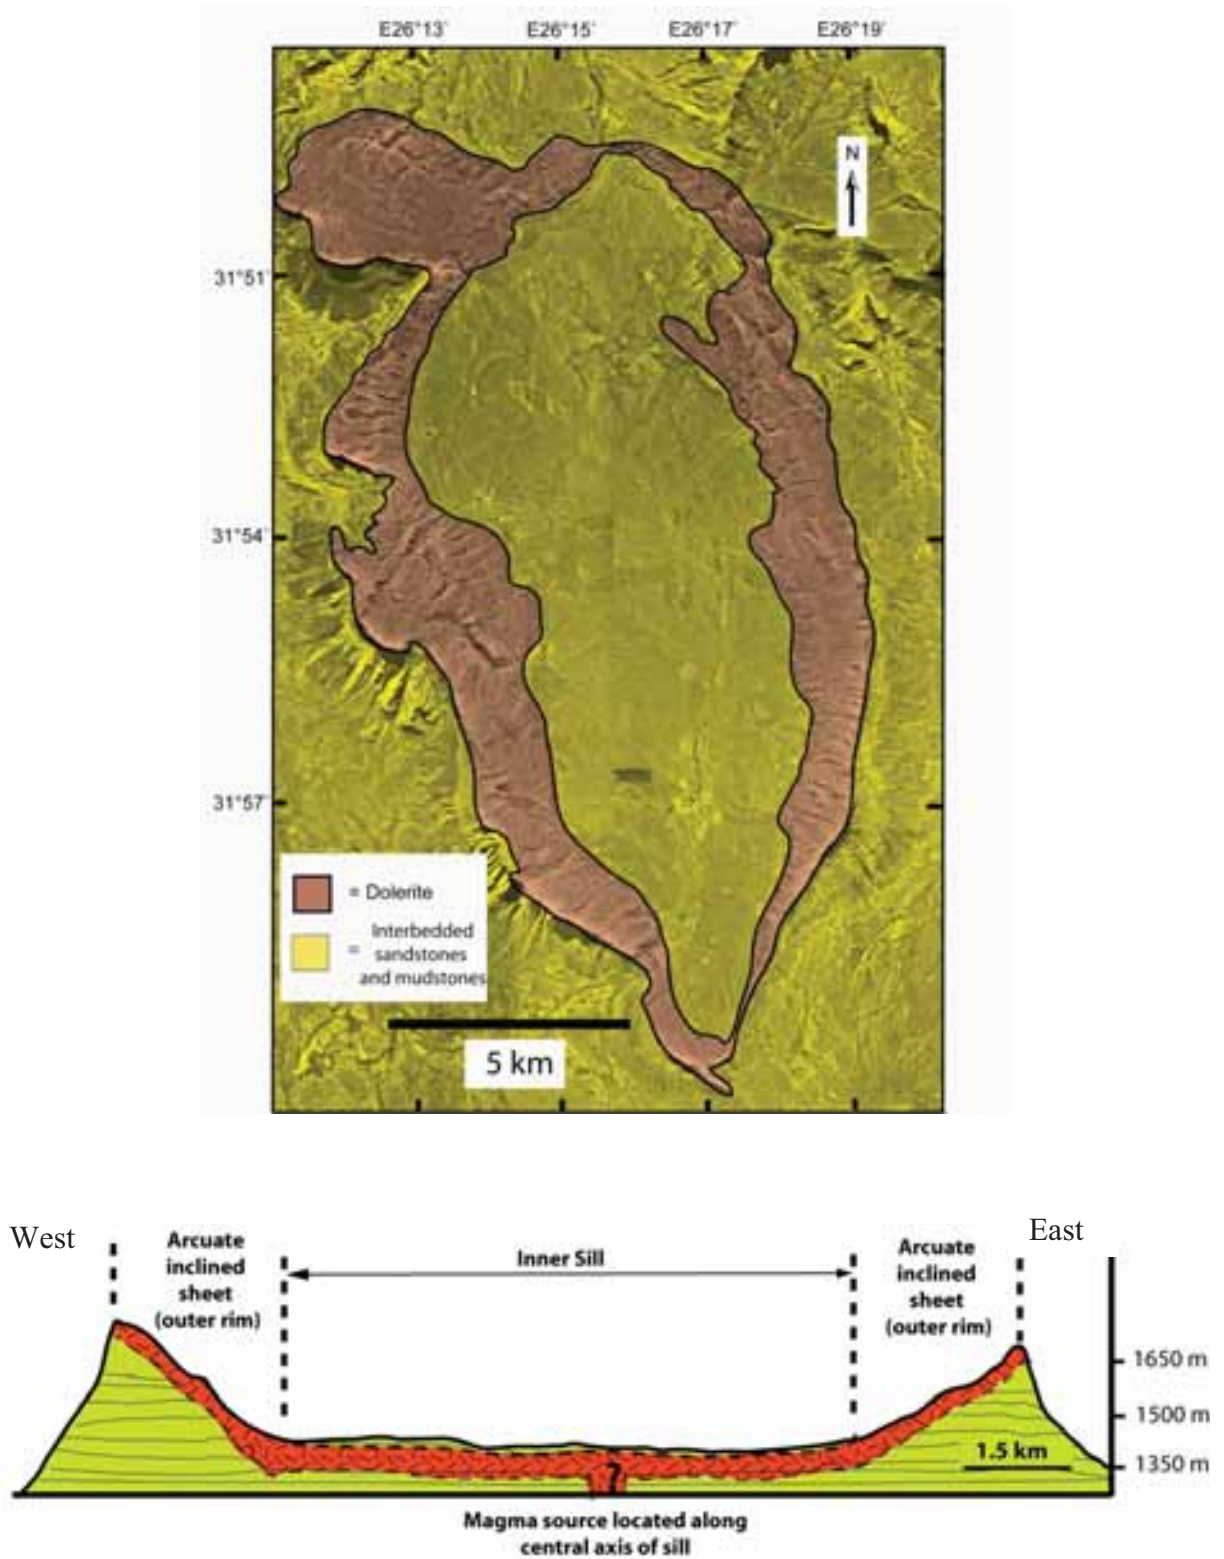 E26°13' E26°15' E26°17' E26°19'
N
31°51'
31°54'
31°57'
= Dolerite
= Interbedded
sandstones
and mudstones
5 km
West
East
Arcuate
inclined
sheet
(outer rim)
Inner Sill
Arcuate
inclined
sheet
(outer rim)
1650 m
1500 m
1.5 km
1350 m
?
Magma source located along
central axis of sill